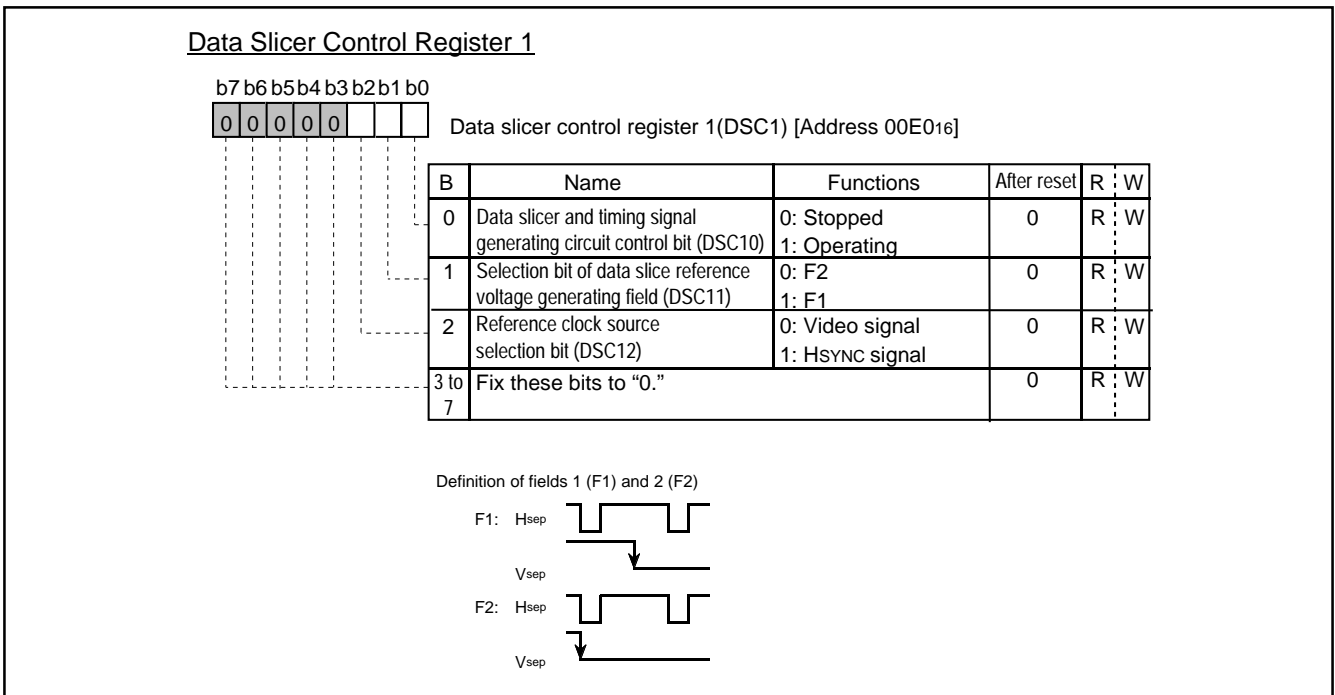 Data Slicer Control Register 1
b7 b6 b5 b4 b3 b2 b1 b0
0 0 0 0 0
Data slicer control register 1(DSC1) [Address 00E016]
B Name Functions After reset R W
0 Data slicer and timing signal 0: Stopped 0 R W
generating circuit control bit (DSC10) 1: Operating
1 Selection bit of data slice reference 0: F2 0 R W
voltage generating field (DSC11) 1: F1
2 Reference clock source 0: Video signal 0 R W
selection bit (DSC12) 1: HSYNC signal
3 to Fix these bits to “0.” 0 R W
7
Definition of fields 1 (F1) and 2 (F2)
F1: Hsep
Vsep
F2: Hsep
Vsep